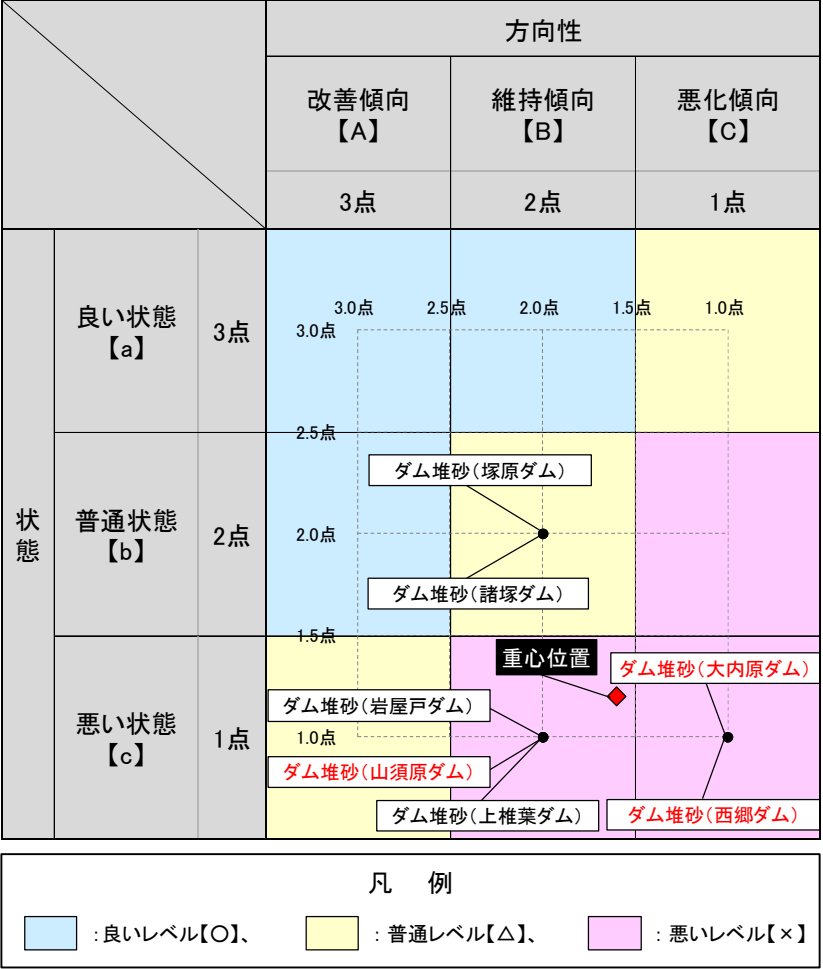 方向性
改善傾向
【A】
維持傾向
【B】
悪化傾向
【C】
3点
2点
1点
状態
良い状態
【a】
3点
3.0点
2.5点
2.0点
1.5点
1.0点
3.0点
2.5点
普通状態
【b】
2点
ダム堆砂(塚原ダム)
2.0点
ダム堆砂(諸塚ダム)
1.5点
悪い状態
【c】
1点
重心位置
ダム堆砂(大内原ダム)
ダム堆砂(岩屋戸ダム)
1.0点
ダム堆砂(山須原ダム)
ダム堆砂(上椎葉ダム)
ダム堆砂(西郷ダム)
凡 例
:良いレベル【〇】、
:普通レベル【△】、
:悪いレベル【×】